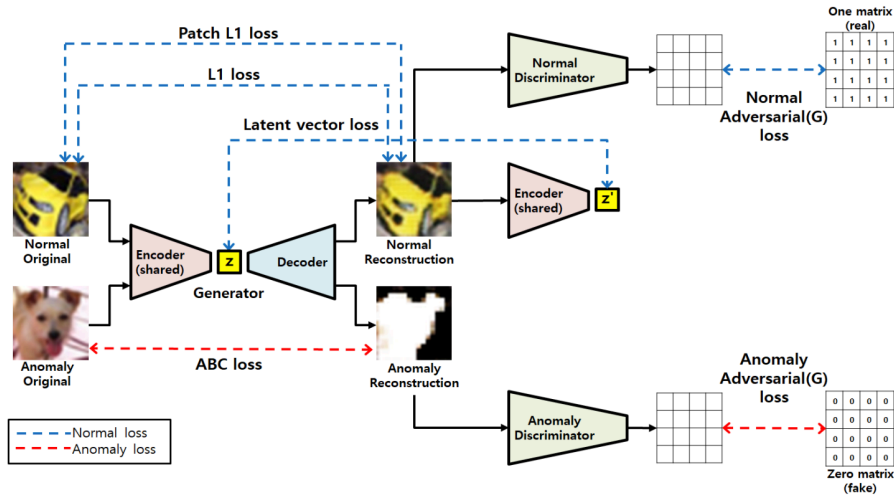 Patch L1 loss
L1 loss
Latent vector loss
Normal
Original
Anomaly
Original
Encoder
(shared)
z
Generator
Decoder
Normal
Reconstruction
Anomaly
Reconstruction
ABC loss
Normal
Discriminator
Encoder
(shared)
z'
Anomaly
Discriminator
One matrix
(real)
1 1 1 1
1 1 1 1
1 1 1 1
1 1 1 1
Normal
Adversarial(G)
loss
Anomaly
Adversarial(G)
loss
0 0 0 0
0 0 0 0
0 0 0 0
0 0 0 0
Zero matrix
(fake)
Normal loss
Anomaly loss